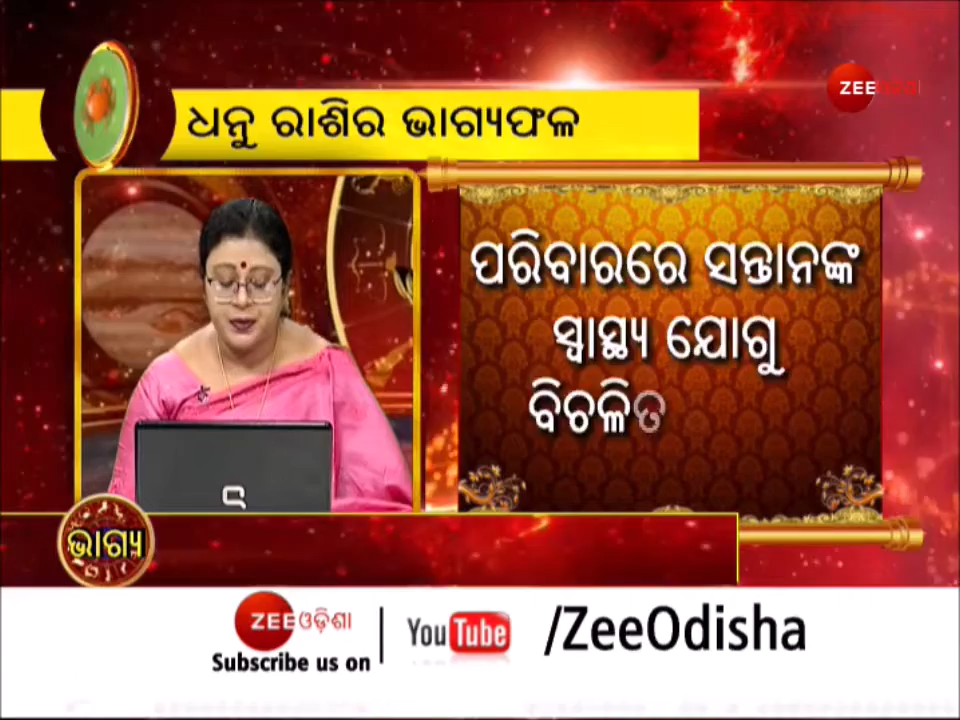 ଧନୁ ରାଶିର ଭାଗ୍ୟଫଳ
ZEE
ପରିବାରରେ ସନ୍ତାନଙ୍କ
ସ୍ୱାସ୍ଥ୍ୟ ଯୋଗୁ
ବିଚଳିତ
ଭାଗ୍ୟ
ZEE ଓଡ଼ିଶା
Subscribe us on
YouTube
/ZeeOdisha